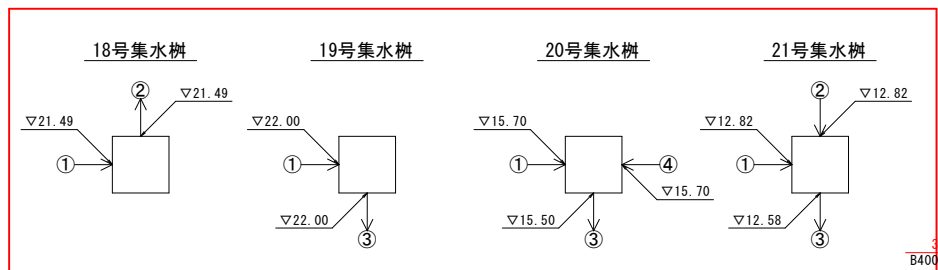 18号集水桝 19号集水桝 20号集水桝 21号集水桝
② ▽21.49 ② ▽12.82
▽21.49 ▽22.00 ▽15.70 ▽12.82
① ① ① ④ ①
▽15.70
▽22.00 ▽15.50 ▽12.58
③ ③ ③
3
B400